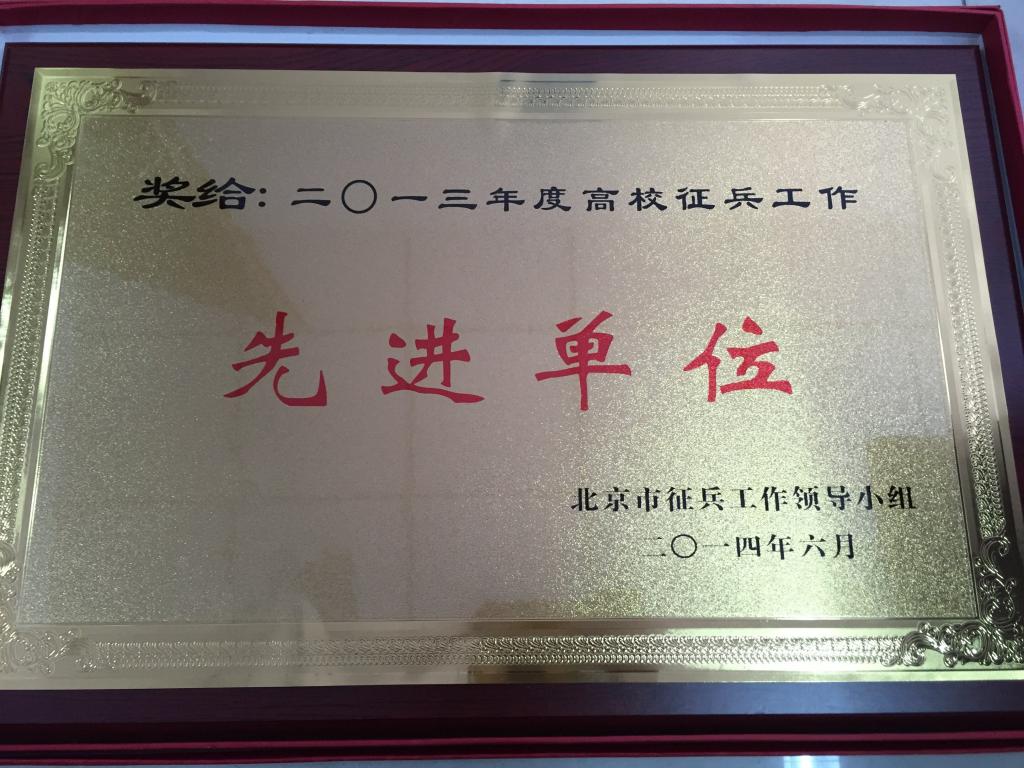 奖给:二〇一三年度高校征兵工作
先进单位
北京市征兵工作领导小组
二〇一四年六月